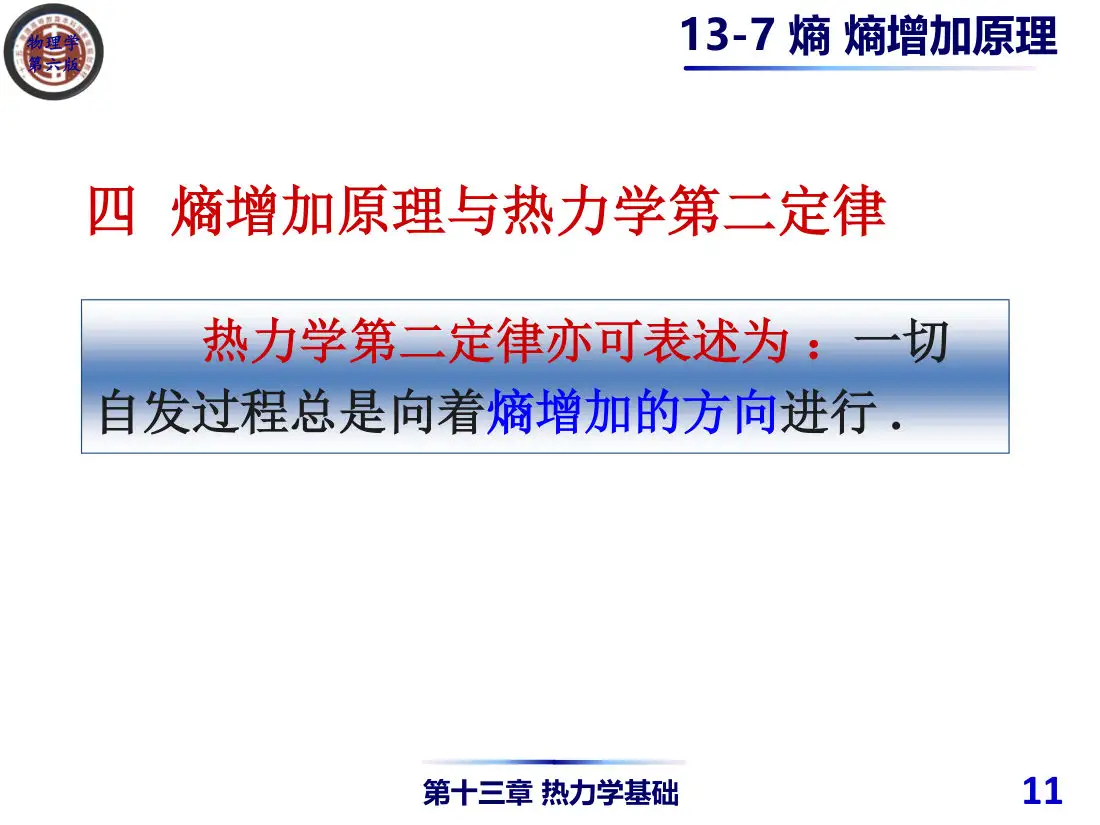 物理学
第六版
13-7 熵 熵增加原理
四 熵增加原理与热力学第二定律
热力学第二定律亦可表述为：一切
自发过程总是向着熵增加的方向进行．
第十三章 热力学基础
11